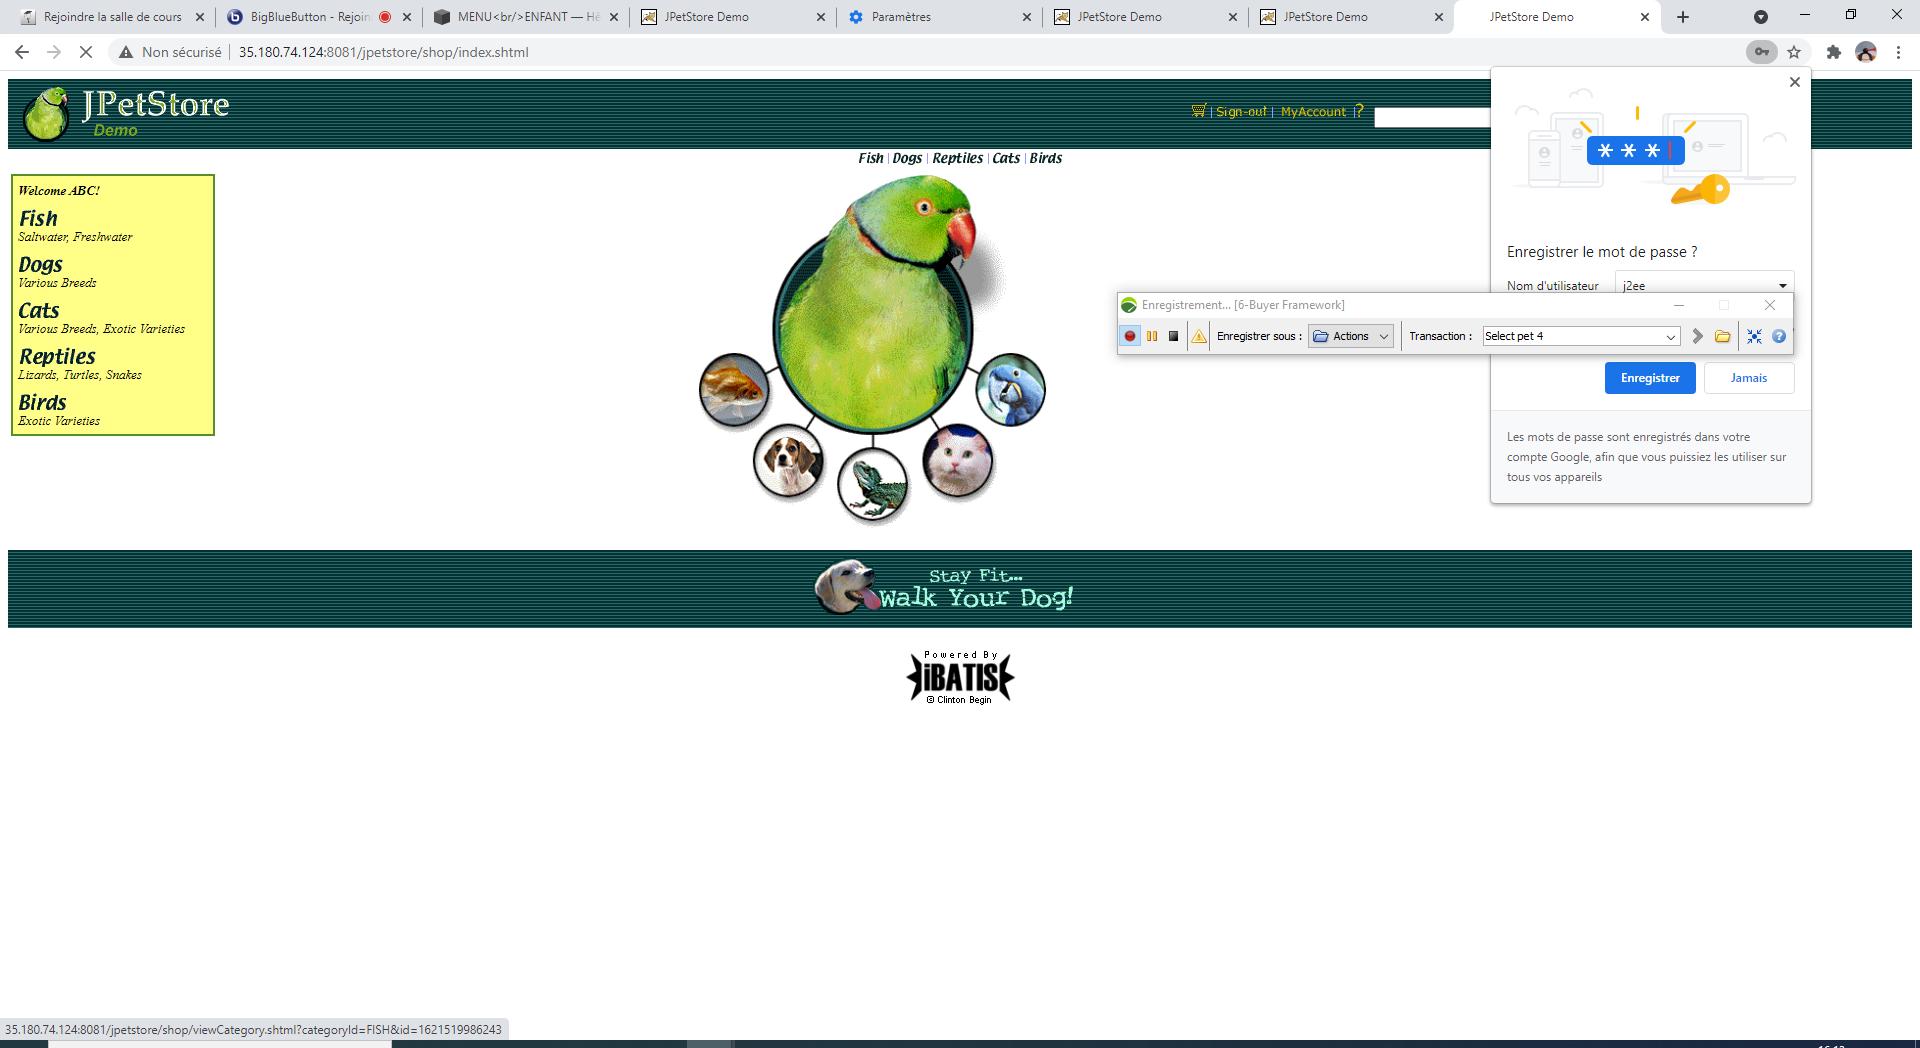 Rejoindre la salle de cours
BigBlueButton - Rejoin
MENU<br/>ENFANT — Hé
JPetStore Demo
Paramètres
JPetStore Demo
JPetStore Demo
JPetStore Demo
Non sécurisé
35.180.74.124:8081/jpetstore/shop/index.shtml
JPetStore
Demo
| Sign-out | MyAccount | ?
Fish | Dogs | Reptiles | Cats | Birds
Welcome ABC!
Fish
Saltwater, Freshwater
Dogs
Various Breeds
Cats
Various Breeds, Exotic Varieties
Reptiles
Lizards, Turtles, Snakes
Birds
Exotic Varieties
* * *
Enregistrer le mot de passe ?
Nom d'utilisateur j2ee
Enregistrement... [6-Buyer Framework]
Enregistrer sous : Actions Transaction : Select pet 4
Enregistrer Jamais
Les mots de passe sont enregistrés dans votre
compte Google, afin que vous puissiez les utiliser sur
tous vos appareils
Stay Fit...
Walk Your Dog!
Powered By
iBATIS
© Clinton Begin
35.180.74.124:8081/jpetstore/shop/viewCategory.shtml?categoryId=FISH&id=1621519986243